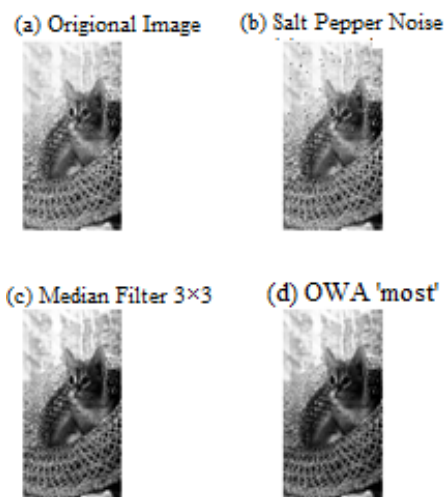 (a) Origional Image
(b) Salt Pepper Noise
(c) Median Filter 3×3
(d) OWA 'most'